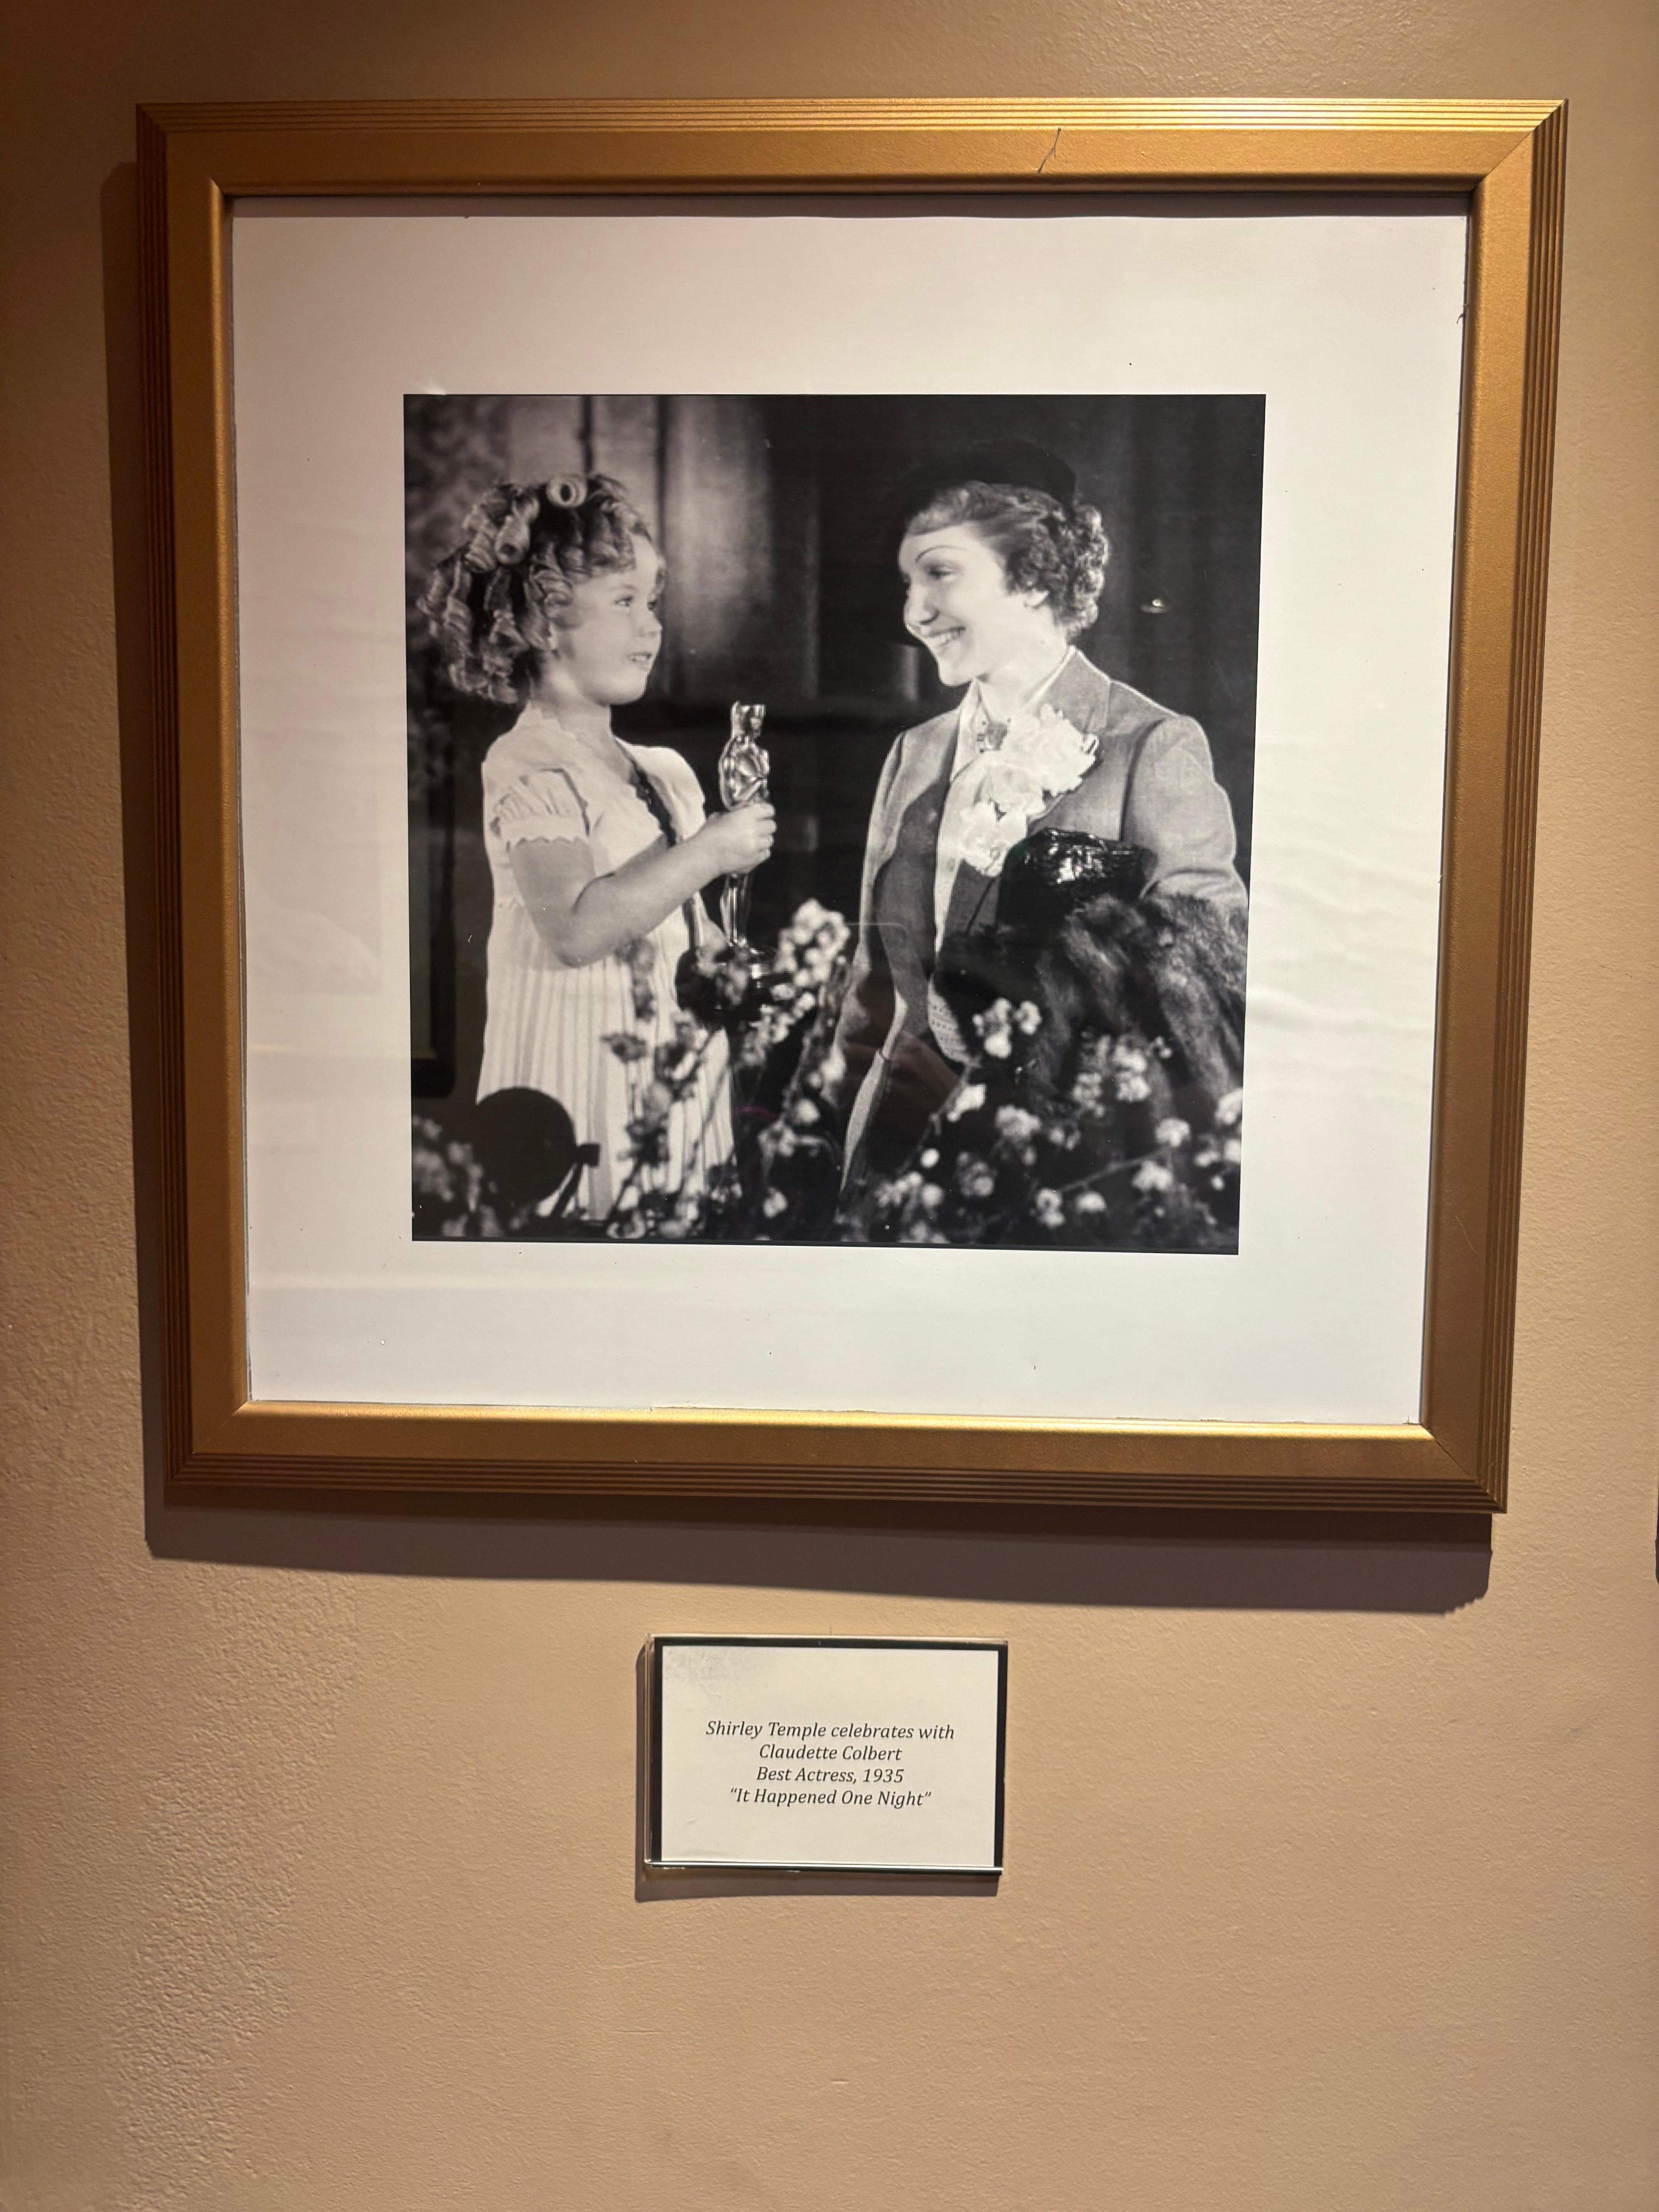 Shirley Temple celebrates with
Claudette Colbert
Best Actress, 1935
“It Happened One Night”